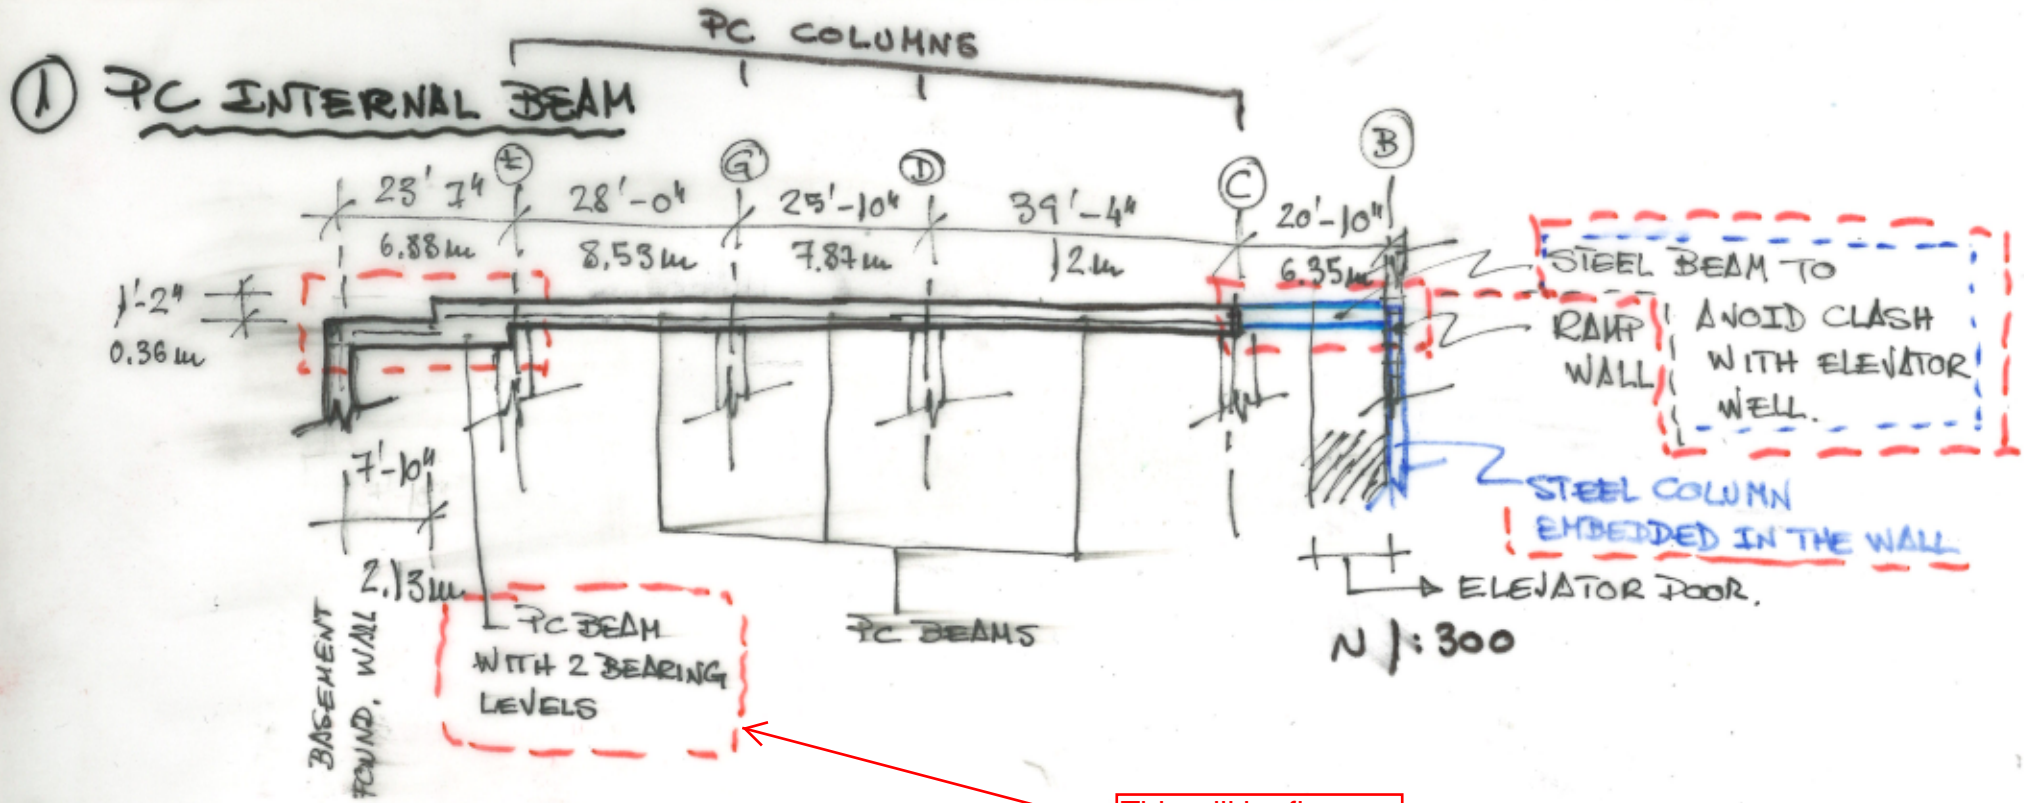 PC COLUMNS
① PC INTERNAL BEAM
G
D
C
B
23' 7"
28'-0"
25'-10"
39'-4"
20'-10"
6.88m
8.53m
7.87m
12m
6.35m
1'-2"
0.36m
STEEL BEAM TO
AVOID CLASH
WITH ELEVATOR
WELL.
RAMP
WALL
7'-10"
2.13m
STEEL COLUMN
EMBEDDED IN THE WALL
ELEVATOR DOOR.
N 1:300
BASEMENT
FOUND. WALL
PC BEAM
WITH 2 BEARING
LEVELS
PC BEAMS